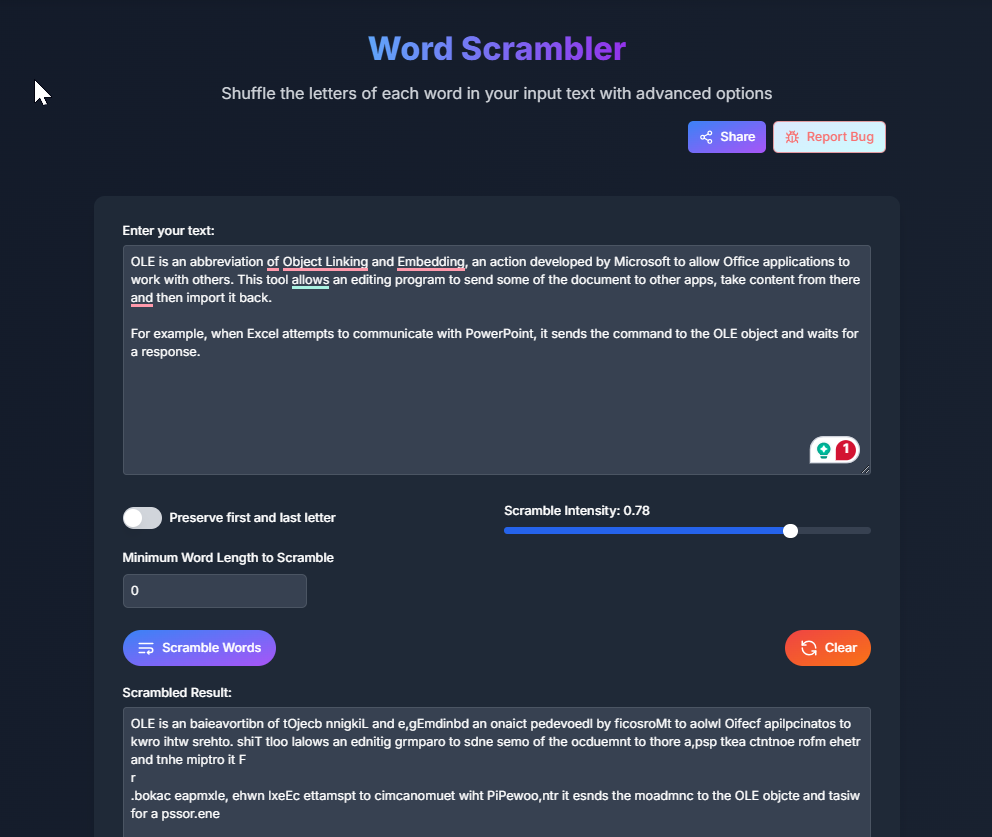 Word Scrambler
Shuffle the letters of each word in your input text with advanced options
Share
Report Bug
Enter your text:
OLE is an abbreviation of Object Linking and Embedding, an action developed by Microsoft to allow Office applications to
work with others. This tool allows an editing program to send some of the document to other apps, take content from there
and then import it back.
For example, when Excel attempts to communicate with PowerPoint, it sends the command to the OLE object and waits for
a response.
1
Preserve first and last letter
Scramble Intensity: 0.78
Minimum Word Length to Scramble
0
Scramble Words
Clear
Scrambled Result:
OLE is an baieavortibn of tOjecb nnigkiL and e,gEmdinbd an onaict pedevoedl by ficosroMt to aolwl Oifecf apilpcinatos to
kwro ihtw srehto. shiT tloo lalows an ednitig grmparo to sdne semo of the ocduemnt to thore a,psp tkea ctntnoe rofm ehetr
and tnhe miptro it F
r
.bokac eapmxle, ehwn lxeEc ettamspt to cimcanomuet wiht PiPewoo,ntr it esnds the moadmnc to the OLE objcte and tasiw
for a pssor.ene